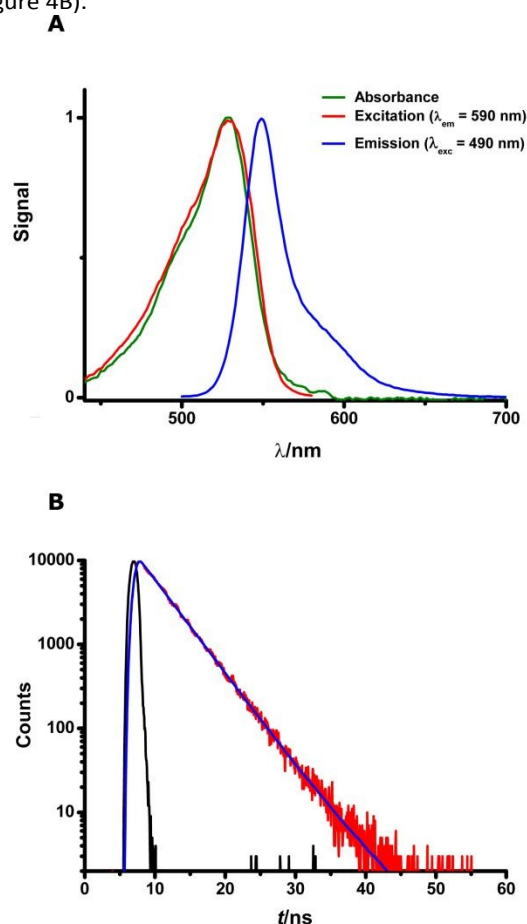 gure 4B).
A
Absorbance
Excitation (λem = 590 nm)
Emission (λexc = 490 nm)
Signal
1
0
500
600
700
λ/nm
B
10000
1000
100
10
Counts
0
10
20
30
40
50
60
t/ns